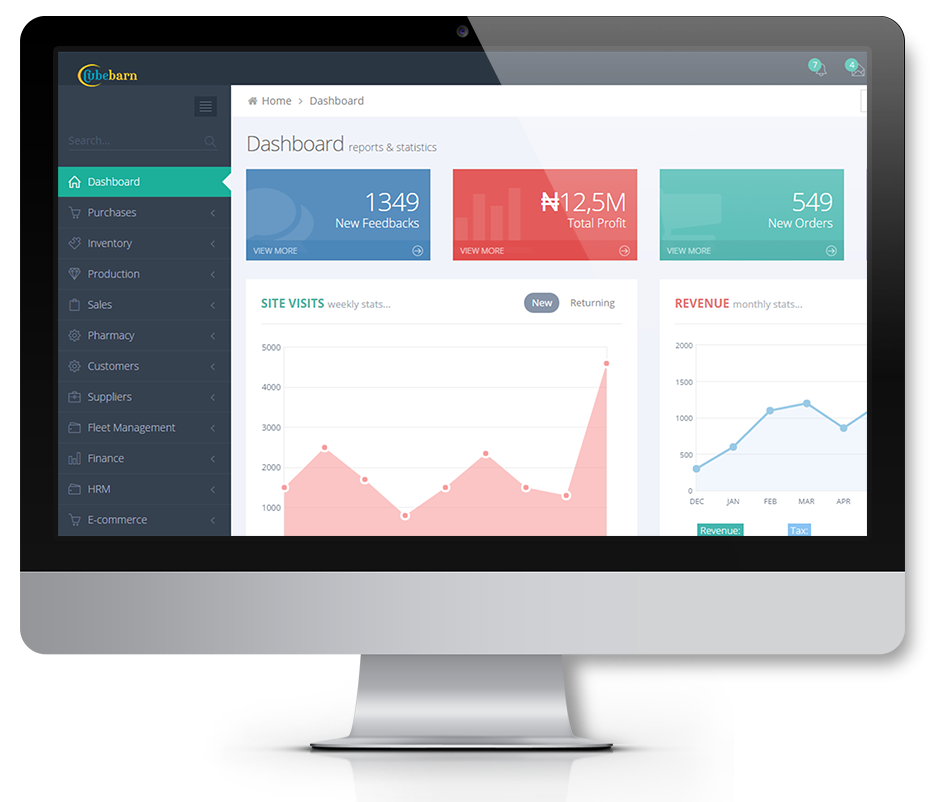 Cubebarn
7
4
Home > Dashboard
Search...
Dashboard reports & statistics
Dashboard
Purchases
Inventory
Production
Sales
Pharmacy
Customers
Suppliers
Fleet Management
Finance
HRM
E-commerce
1349
New Feedbacks
VIEW MORE
₦12,5M
Total Profit
VIEW MORE
549
New Orders
VIEW MORE
SITE VISITS weekly stats...
New Returning
5000
4000
3000
2000
1000
REVENUE monthly stats...
2000
1500
1000
500
0
DEC JAN FEB MAR APR
Revenue: Tax: